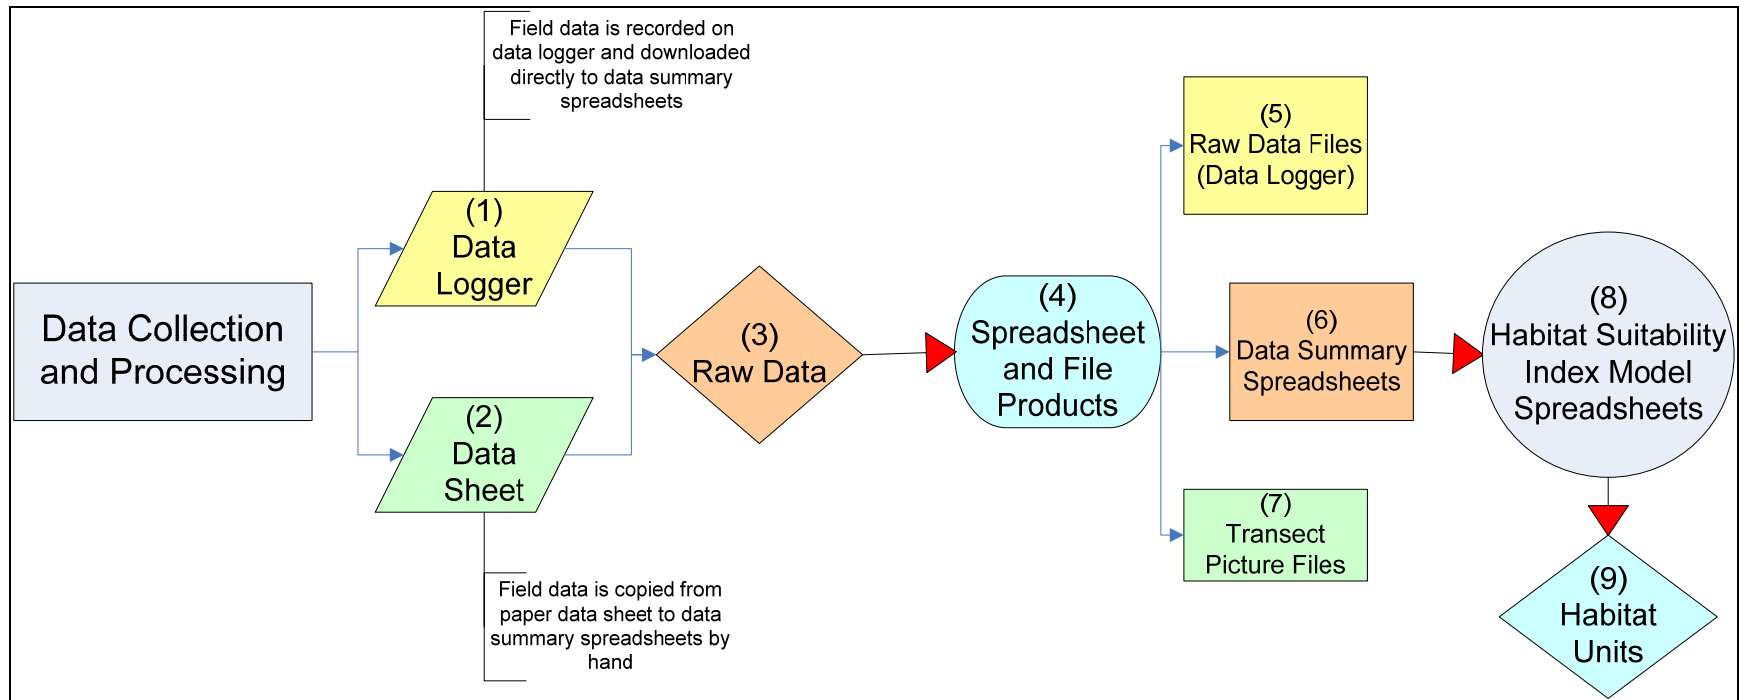 Field data is recorded on
data logger and downloaded
directly to data summary
spreadsheets
(1)
Data
Logger
Data Collection
and Processing
(2)
Data
Sheet
Field data is copied from
paper data sheet to data
summary spreadsheets by
hand
(3)
Raw Data
(4)
Spreadsheet
and File
Products
(5)
Raw Data Files
(Data Logger)
(6)
Data Summary
Spreadsheets
(7)
Transect
Picture Files
(8)
Habitat Suitability
Index Model
Spreadsheets
(9)
Habitat
Units